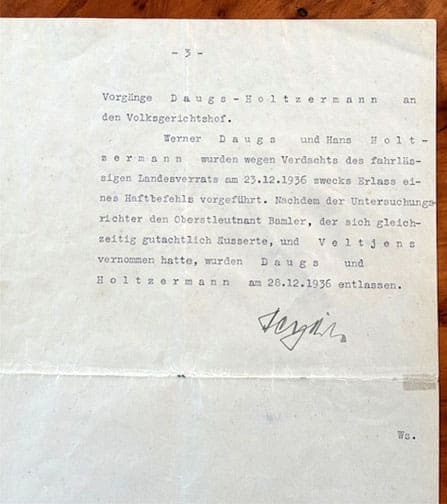 - 3 -
Vorgänge D a u g s - H o l t z e r m a n n an
den Volksgerichtshof.
Werner D a u g s und Hans H o l t -
z e r m a n n wurden wegen Verdachts des fahrläs-
sigen Landesverrats am 23.12.1936 zwecks Erlass ei-
nes Haftbefehls vorgeführt. Nachdem der Untersuchungs-
richter den Oberstleutnant Bamler, der sich gleich-
zeitig gutachtlich äusserte, und V e l t j e n s
vernommen hatte, wurden D a u g s und
H o l t z e r m a n n am 28.12.1936 entlassen.
Ws.